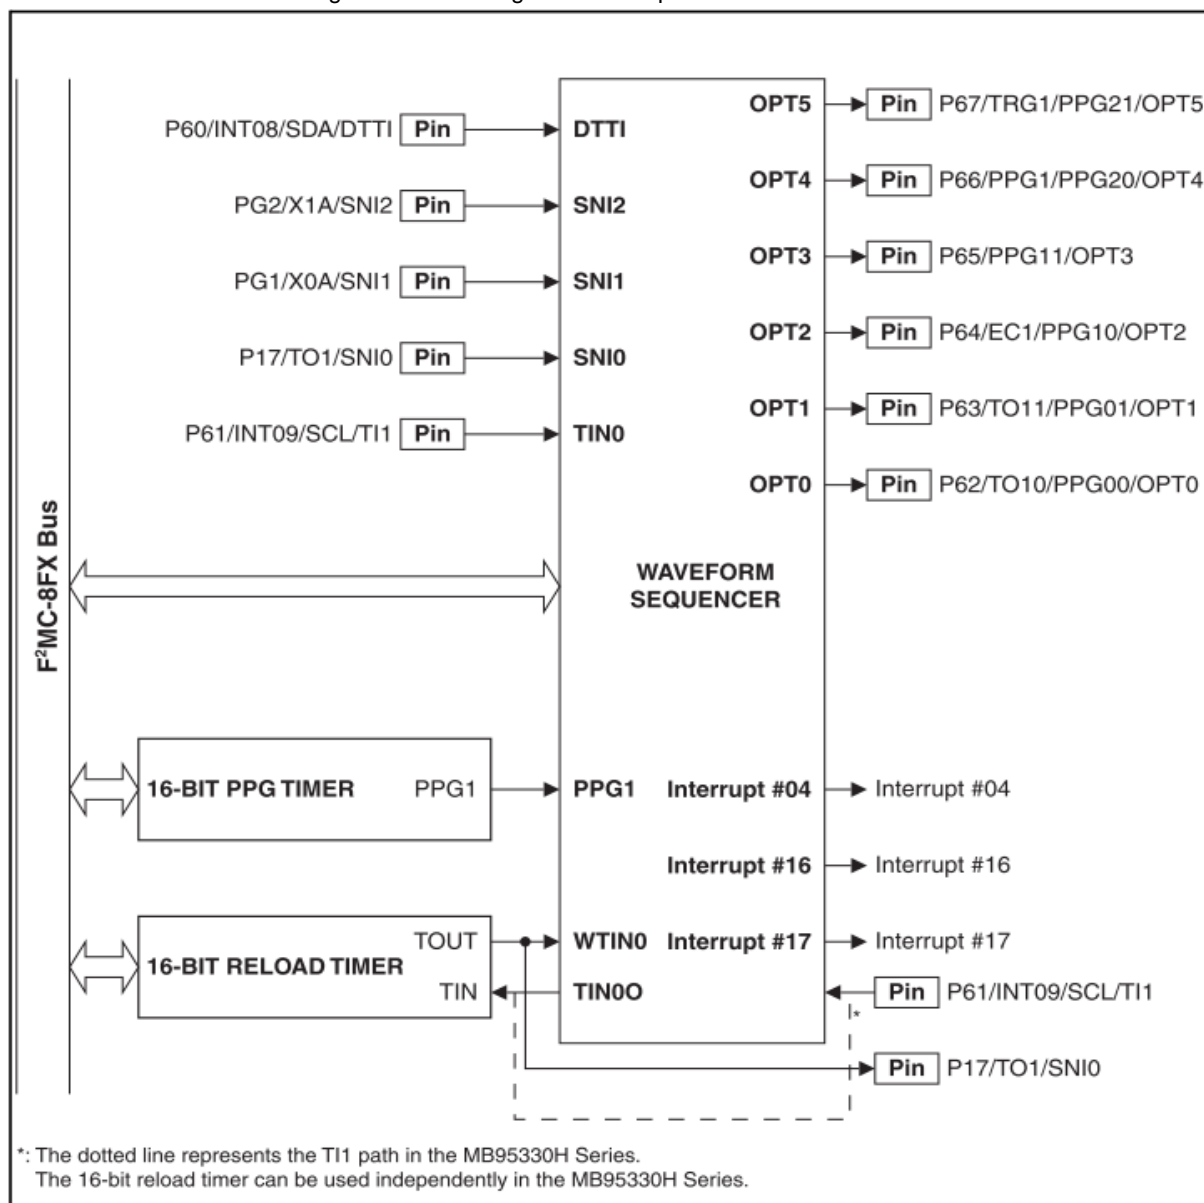 P60/INT08/SDA/DTTI Pin DTTI
PG2/X1A/SNI2 Pin SNI2
PG1/X0A/SNI1 Pin SNI1
P17/TO1/SNI0 Pin SNI0
P61/INT09/SCL/TI1 Pin TIN0
OPT5 Pin P67/TRG1/PPG21/OPT5
OPT4 Pin P66/PPG1/PPG20/OPT4
OPT3 Pin P65/PPG11/OPT3
OPT2 Pin P64/EC1/PPG10/OPT2
OPT1 Pin P63/TO11/PPG01/OPT1
OPT0 Pin P62/TO10/PPG00/OPT0
F²MC-8FX Bus
WAVEFORM
SEQUENCER
16-BIT PPG TIMER PPG1 PPG1 Interrupt #04 Interrupt #04
Interrupt #16 Interrupt #16
TOUT WTIN0 Interrupt #17 Interrupt #17
16-BIT RELOAD TIMER
TIN TIN0O Pin P61/INT09/SCL/TI1
*
Pin P17/TO1/SNI0
*: The dotted line represents the TI1 path in the MB95330H Series.
The 16-bit reload timer can be used independently in the MB95330H Series.